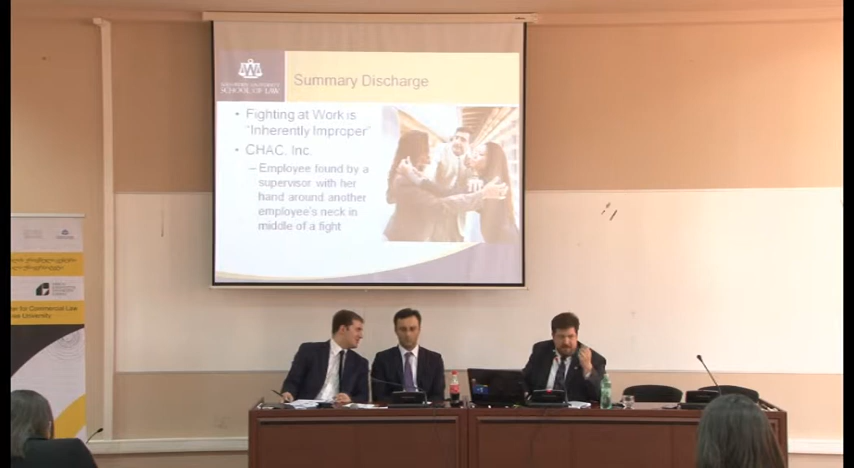 SCHOOL OF LAW
Summary Discharge
• Fighting at Work is
"Inherently Improper"
• CHAC, Inc.
– Employee found by a
supervisor with her
hand around another
employee's neck in
middle of a fight
for Commercial Law
University